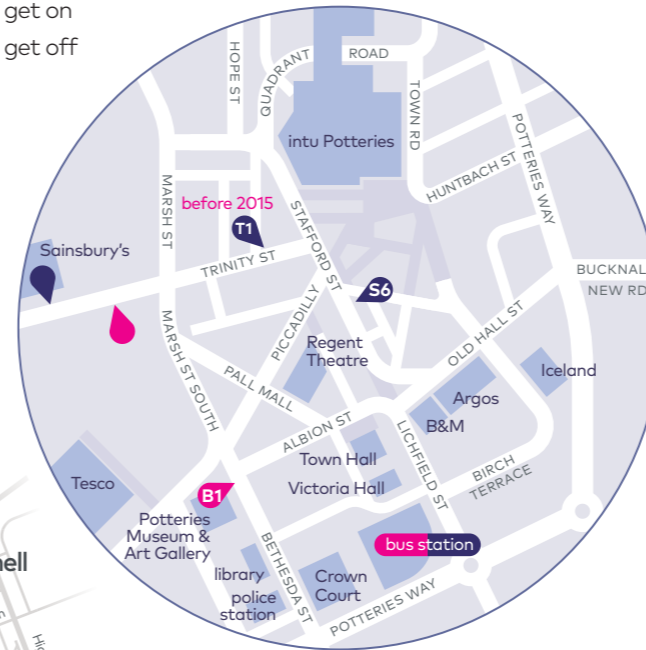 get on
get off
HOPE ST
QUADRANT
ROAD
TOWN RD
intu Potteries
POTTERIES WAY
HUNTBACH ST
MARSH ST
before 2015
T1
STAFFORD ST
Sainsbury's
TRINITY ST
S6
BUCKNAL
NEW RD
PICCADILLY
OLD HALL ST
MARSH ST SOUTH
Regent
Theatre
PALL MALL
Iceland
Argos
B&M
ALBION ST
LICHFIELD ST
Town Hall
Victoria Hall
BIRCH
TERRACE
Tesco
B1
Potteries
Museum &
Art Gallery
bus station
BETHESDA ST
library
police
station
Crown
Court
POTTERIES WAY
nell